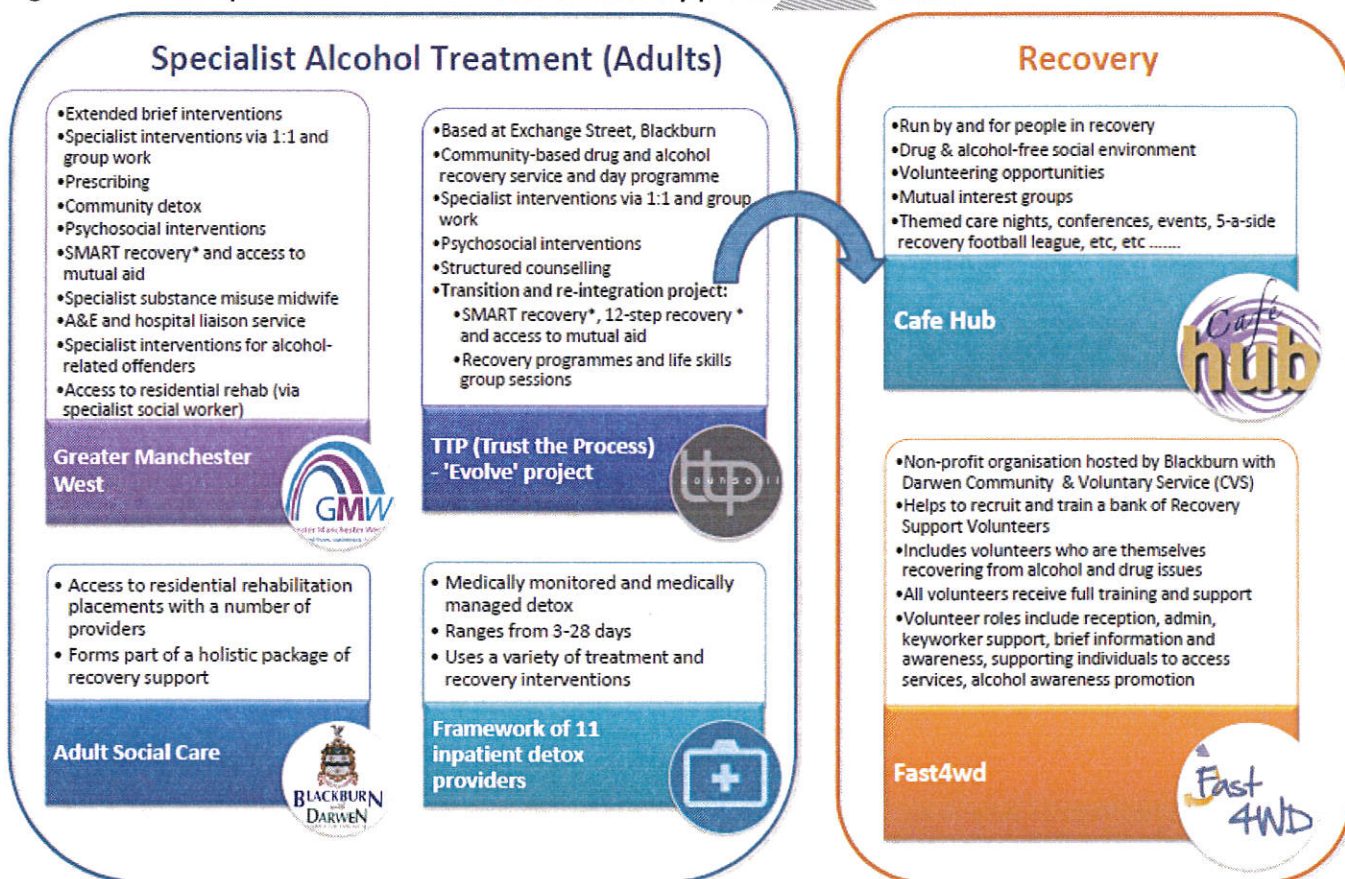 Specialist Alcohol Treatment (Adults)
•Extended brief interventions
•Specialist interventions via 1:1 and
group work
•Prescribing
•Community detox
•Psychosocial interventions
•SMART recovery* and access to
mutual aid
•Specialist substance misuse midwife
•A&E and hospital liaison service
•Specialist interventions for alcohol-
related offenders
•Access to residential rehab (via
specialist social worker)
Greater Manchester
West
GMW
•Based at Exchange Street, Blackburn
•Community-based drug and alcohol
recovery service and day programme
•Specialist interventions via 1:1 and group
work
•Psychosocial interventions
•Structured counselling
•Transition and re-integration project:
•SMART recovery*, 12-step recovery *
and access to mutual aid
•Recovery programmes and life skills
group sessions
TTP (Trust the Process)
- 'Evolve' project
ttp
• Access to residential rehabilitation
placements with a number of
providers
• Forms part of a holistic package of
recovery support
Adult Social Care
BLACKBURN
with
DARWEN
• Medically monitored and medically
managed detox
• Ranges from 3-28 days
• Uses a variety of treatment and
recovery interventions
Framework of 11
inpatient detox
providers
Recovery
•Run by and for people in recovery
•Drug & alcohol-free social environment
•Volunteering opportunities
•Mutual interest groups
•Themed care nights, conferences, events, 5-a-side
recovery football league, etc, etc .......
Cafe Hub
Café
hub
•Non-profit organisation hosted by Blackburn with
Darwen Community & Voluntary Service (CVS)
•Helps to recruit and train a bank of Recovery
Support Volunteers
•Includes volunteers who are themselves
recovering from alcohol and drug issues
•All volunteers receive full training and support
•Volunteer roles include reception, admin,
keyworker support, brief information and
awareness, supporting individuals to access
services, alcohol awareness promotion
Fast4wd
Fast
4WD